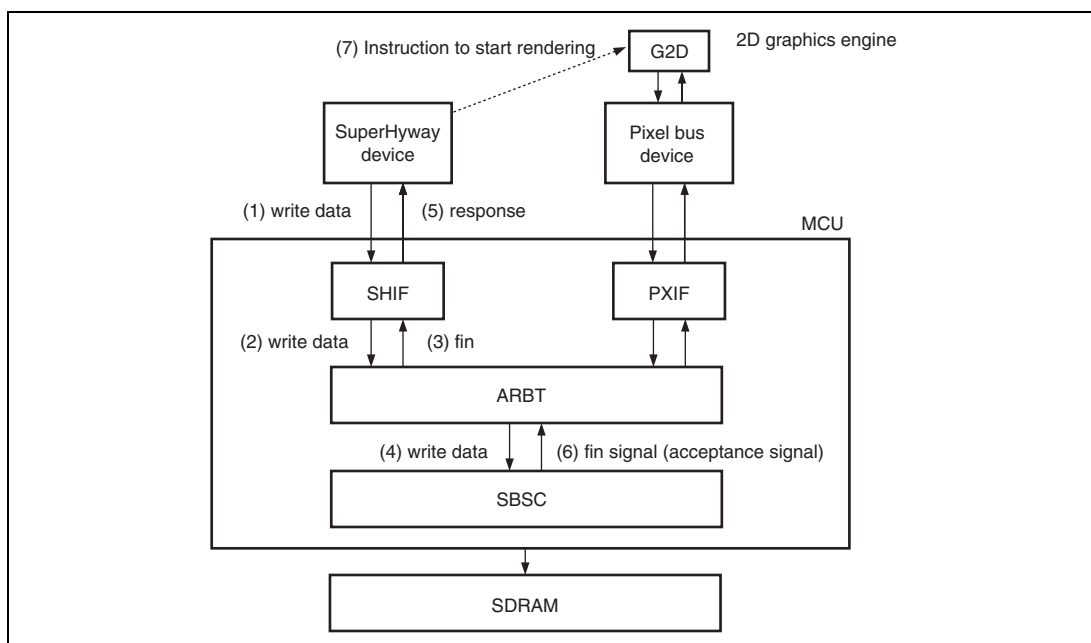 (7) Instruction to start rendering
G2D
2D graphics engine
SuperHyway
device
Pixel bus
device
(1) write data
(5) response
MCU
SHIF
PXIF
(2) write data
(3) fin
ARBT
(4) write data
(6) fin signal (acceptance signal)
SBSC
SDRAM